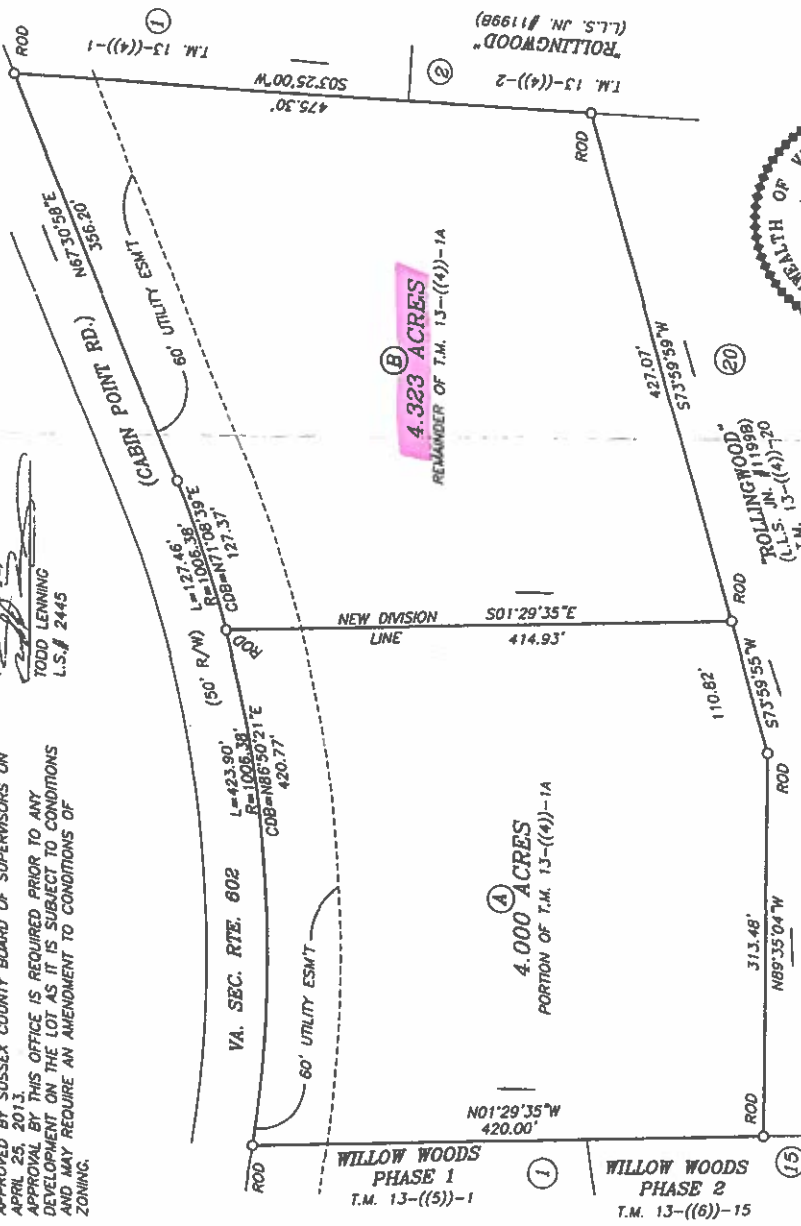 APPROVED BY SUSSEX COUNTY BOARD OF SUPERVISORS ON
APRIL 25, 2013.
APPROVAL BY THIS OFFICE IS REQUIRED PRIOR TO ANY
DEVELOPMENT ON THE LOT AS IT IS SUBJECT TO CONDITIONS
AND MAY REQUIRE AN AMENDMENT TO CONDITIONS OF
ZONING.
TODD LENNING
L.S.# 2445
VA. SEC. RTE. 602
(50' R/W)
(CABIN POINT RD.)
ROD
N67°30'58"E
356.20'
60' UTILITY ESM'T
L=127.46'
R=1006.38'
CDB=N71°08'39"E
127.37'
ROD
L=423.90'
R=1006.38'
CDB=N86°50'21"E
420.77'
60' UTILITY ESM'T
ROD
1
T.M. 13-((4))-1
S03°25'00"W
475.30'
2
T.M. 13-((4))-2
"ROLLINGWOOD"
(L.L.S. JN. #1199B)
ROD
B
4.323 ACRES
REMAINDER OF T.M. 13-((4))-1A
427.07'
S73°59'59"W
20
"ROLLINGWOOD"
(L.L.S. JN. #1199B)
T.M. 13-((4))-20
NEW DIVISION
LINE
S01°29'35"E
414.93'
ROD
110.82'
S73°59'55"W
ROD
A
4.000 ACRES
PORTION OF T.M. 13-((4))-1A
313.48'
N89°35'04"W
ROD
N01°29'35"W
420.00'
WILLOW WOODS
PHASE 1
T.M. 13-((5))-1
1
WILLOW WOODS
PHASE 2
T.M. 13-((6))-15
15
WEALTH OF